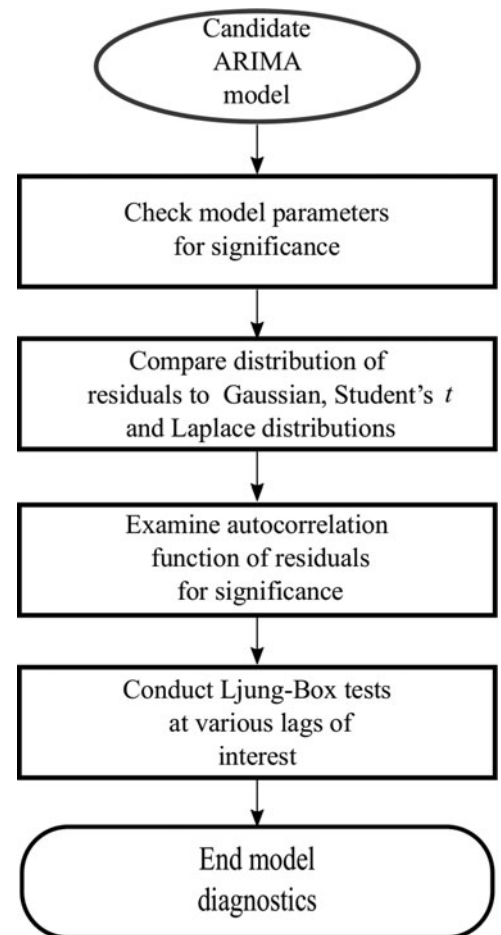 Candidate
ARIMA
model
Check model parameters
for significance
Compare distribution of
residuals to Gaussian, Student's t
and Laplace distributions
Examine autocorrelation
function of residuals
for significance
Conduct Ljung-Box tests
at various lags of
interest
End model
diagnostics